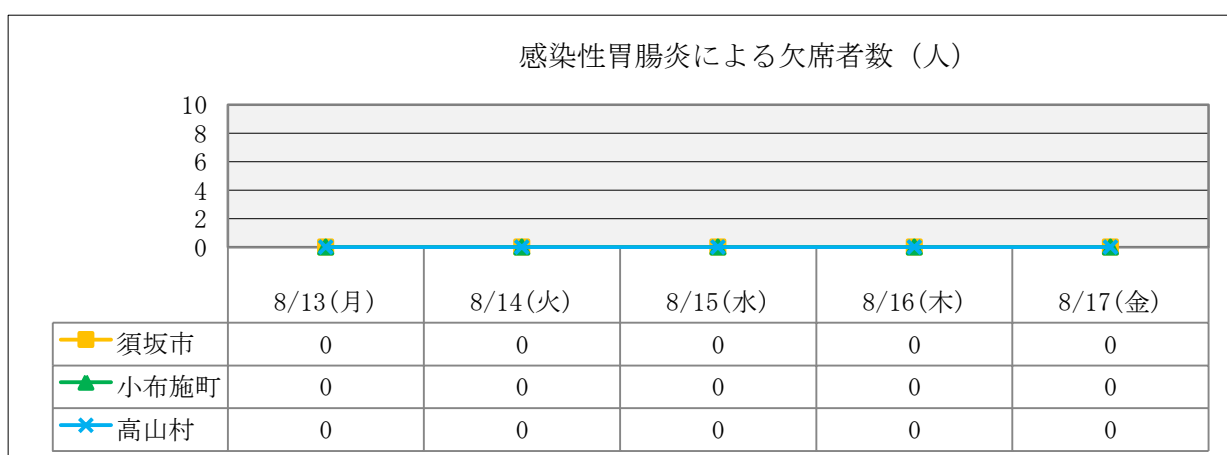 感染性胃腸炎による欠席者数（人）
10
8
6
4
2
0
8/13(月) 8/14(火) 8/15(水) 8/16(木) 8/17(金)
須坂市 0 0 0 0 0
小布施町 0 0 0 0 0
高山村 0 0 0 0 0